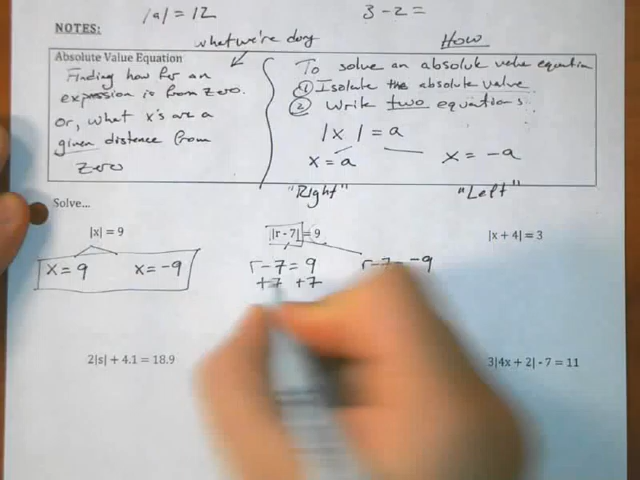 |a| = 12
3 - 2 =
NOTES:
what we're doing
How
Absolute Value Equation
Finding how far an
expression is from zero.
Or, what x's are a
given distance from
zero
To solve an absolute value equation
① Isolate the absolute value
② Write two equations
|x| = a
x = a
x = -a
"Right"
"Left"
Solve...
|x| = 9
|r - 7| = 9
|x + 4| = 3
x = 9
x = -9
r - 7 = 9
r - 7 = -9
+7 +7
2|s| + 4.1 = 18.9
3|4x + 2| - 7 = 11